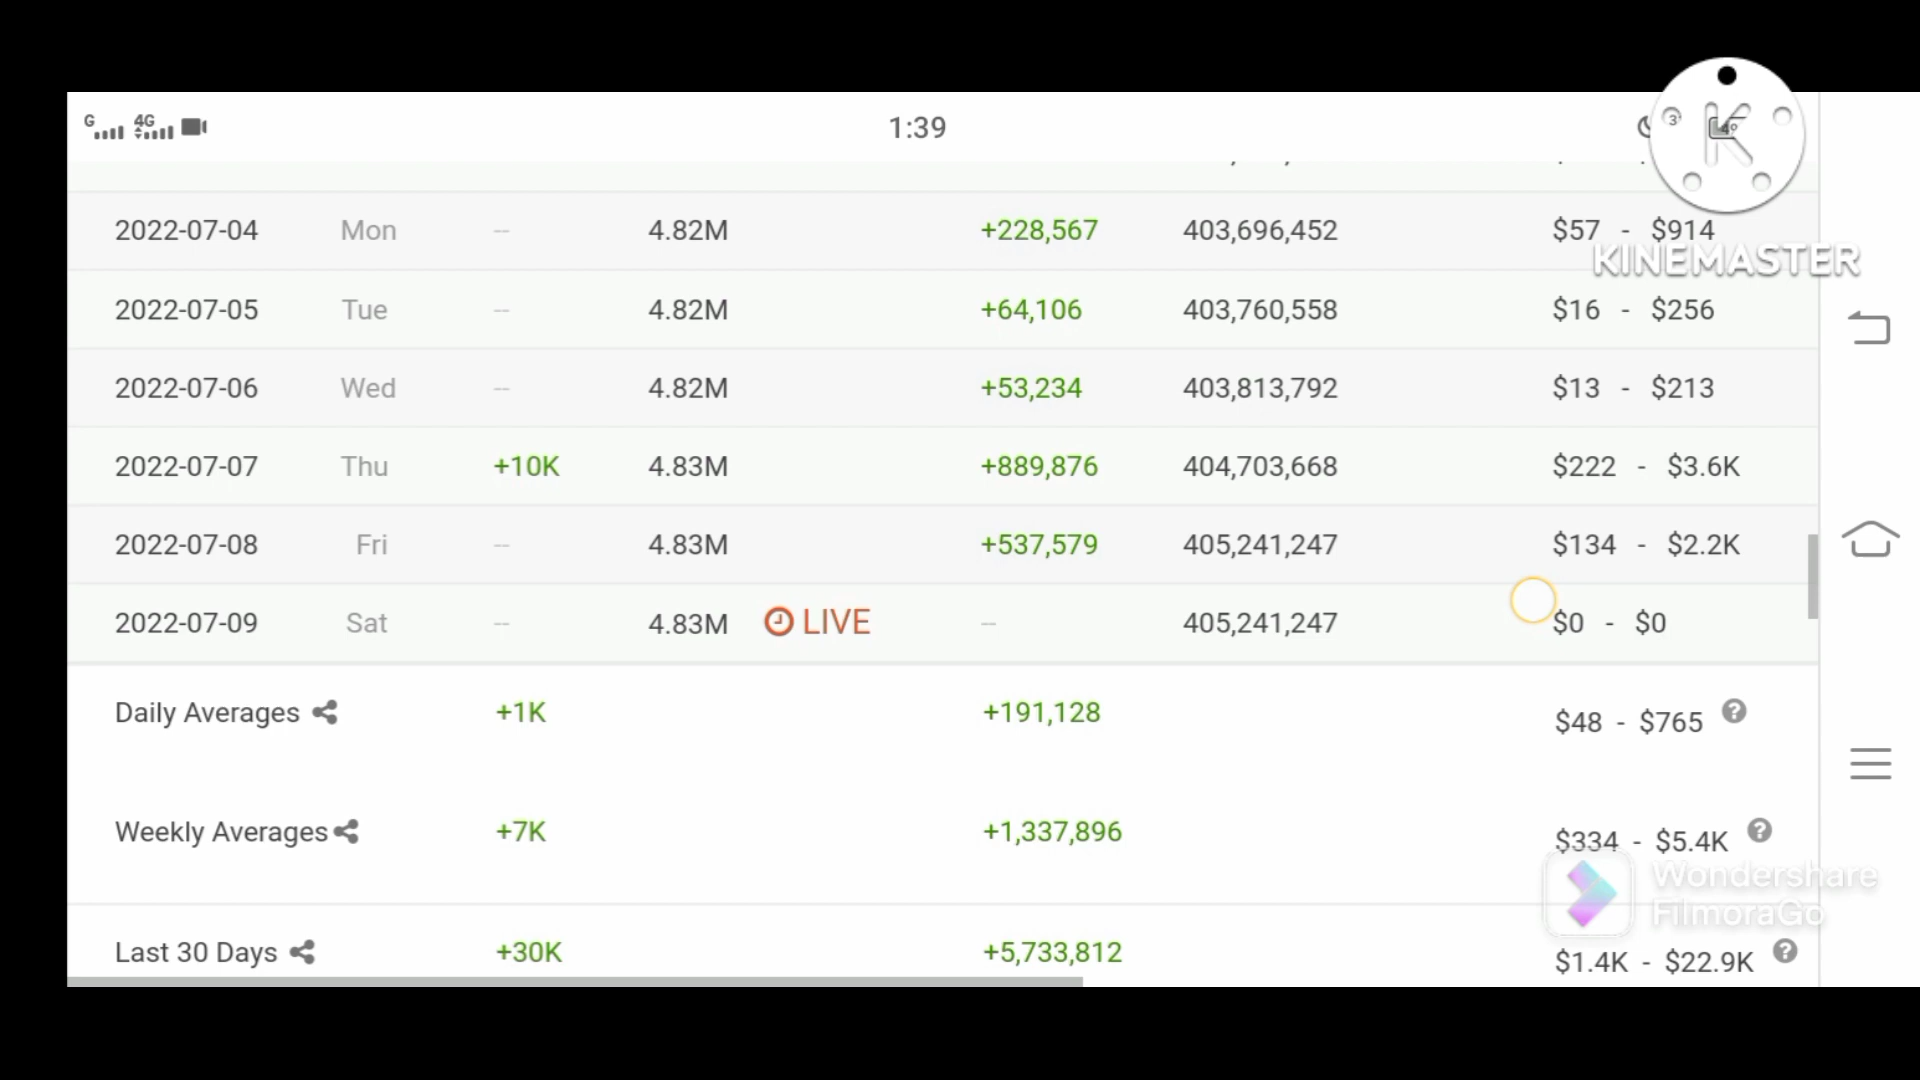 G 4G 1:39
2022-07-04 Mon -- 4.82M +228,567 403,696,452 $57 - $914
KINEMASTER
2022-07-05 Tue -- 4.82M +64,106 403,760,558 $16 - $256
2022-07-06 Wed -- 4.82M +53,234 403,813,792 $13 - $213
2022-07-07 Thu +10K 4.83M +889,876 404,703,668 $222 - $3.6K
2022-07-08 Fri -- 4.83M +537,579 405,241,247 $134 - $2.2K
2022-07-09 Sat -- 4.83M LIVE -- 405,241,247 $0 - $0
Daily Averages +1K +191,128 $48 - $765 ?
Weekly Averages +7K +1,337,896 $334 - $5.4K ?
Wondershare
FilmoraGo
Last 30 Days +30K +5,733,812 $1.4K - $22.9K ?